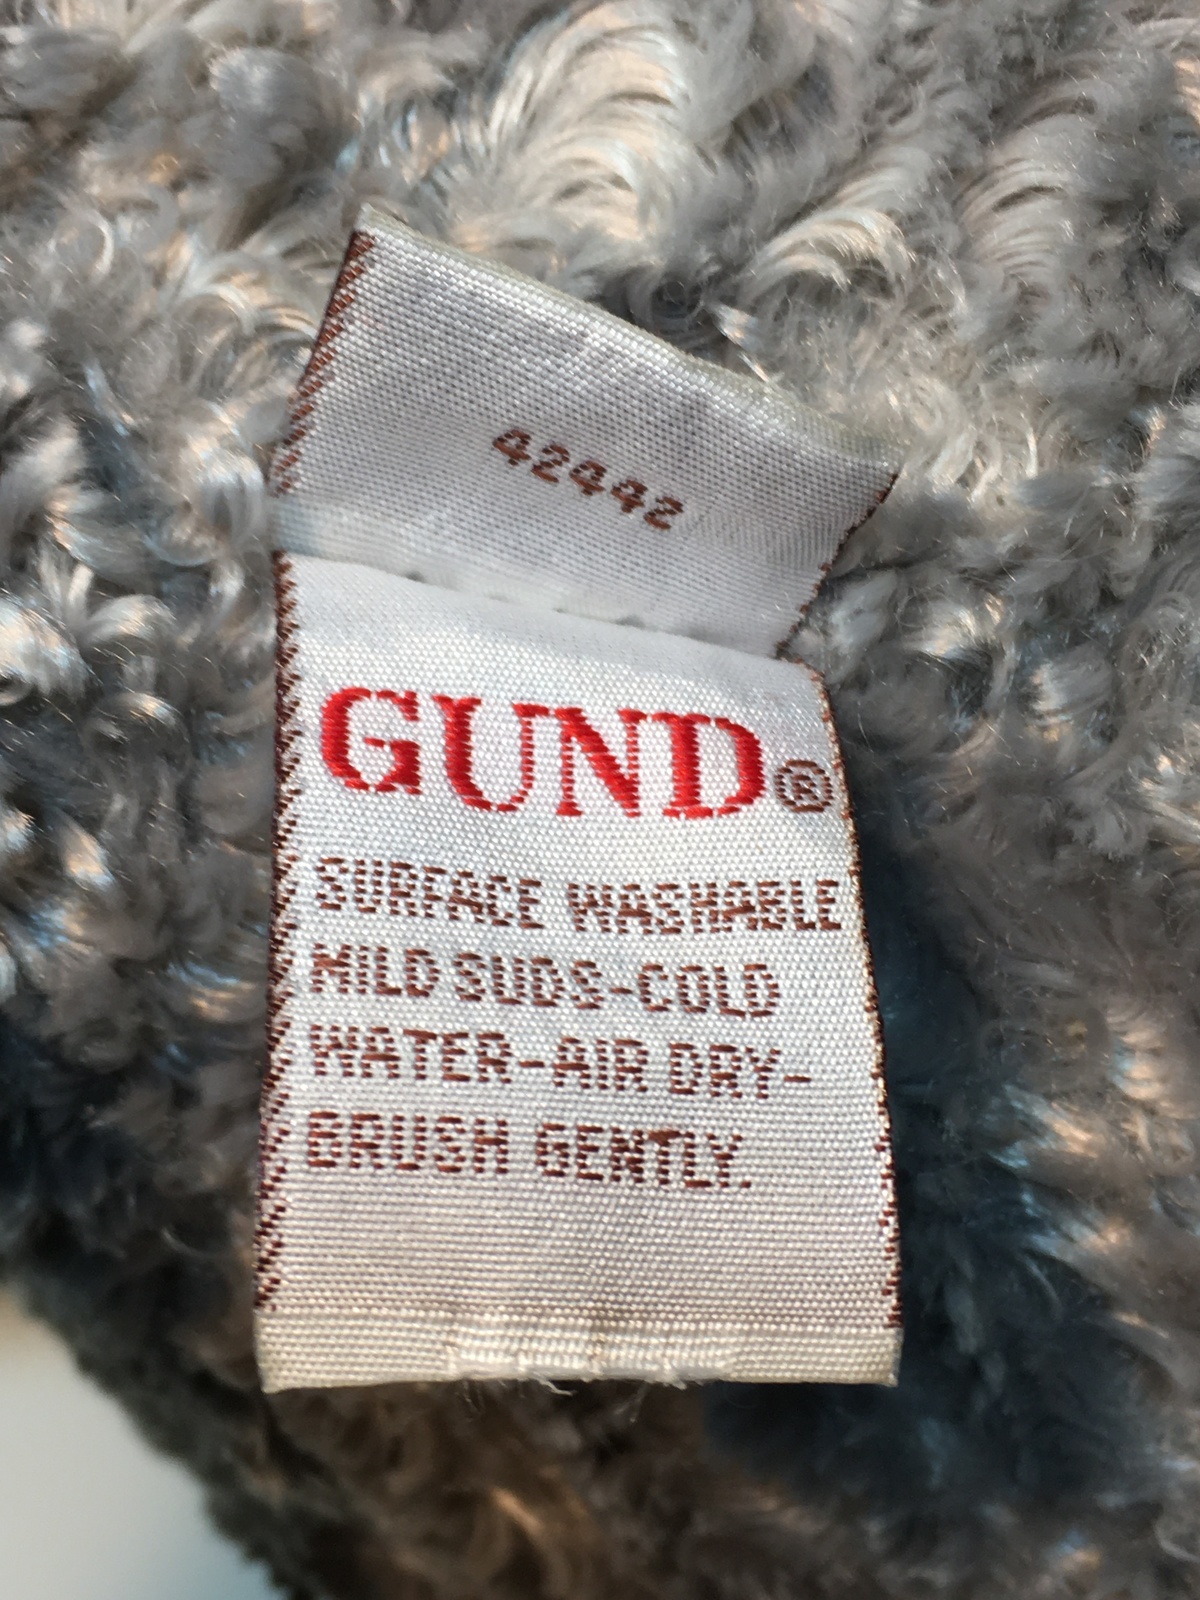 42442
GUND®
SURFACE WASHABLE
MILD SUDS-COLD
WATER-AIR DRY-
BRUSH GENTLY.